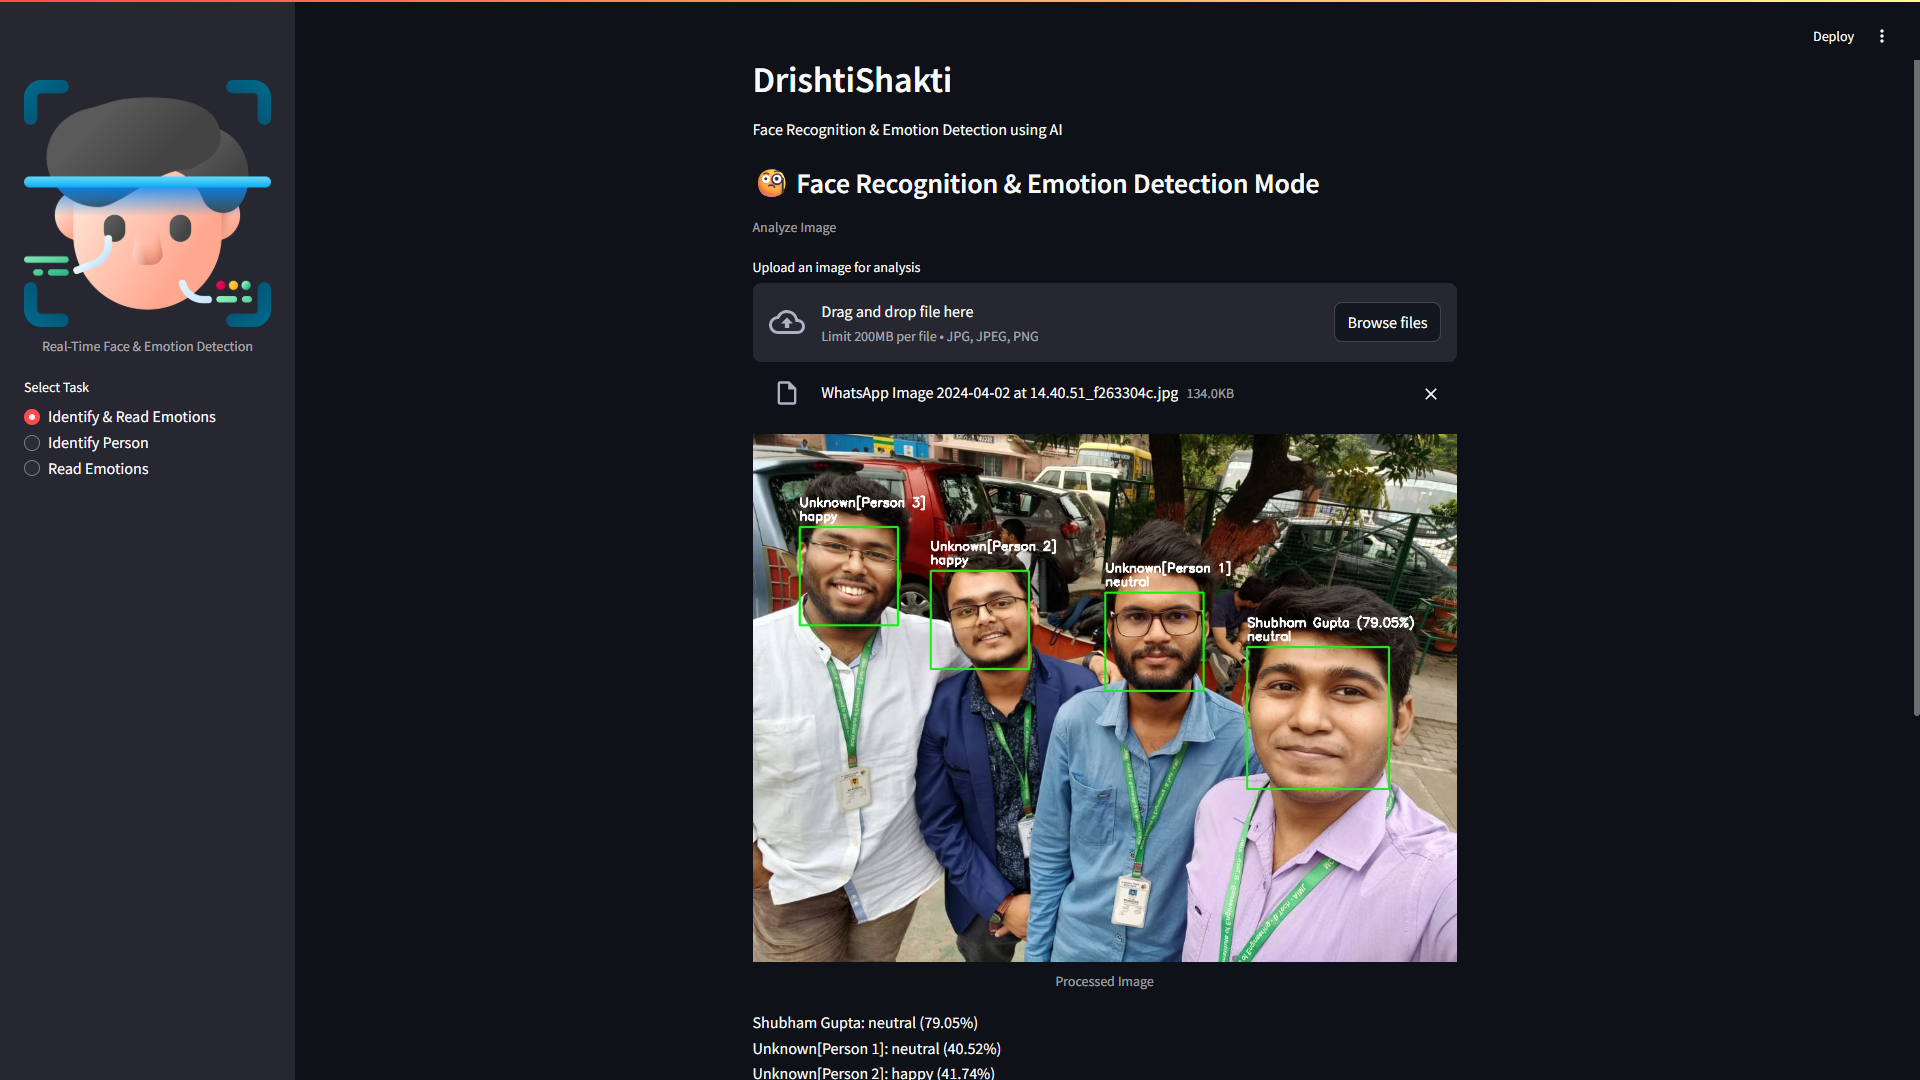 Deploy
DrishtiShakti
Face Recognition & Emotion Detection using AI
Face Recognition & Emotion Detection Mode
Analyze Image
Upload an image for analysis
Drag and drop file here
Limit 200MB per file • JPG, JPEG, PNG
Browse files
WhatsApp Image 2024-04-02 at 14.40.51_f263304c.jpg 134.0KB
Real-Time Face & Emotion Detection
Select Task
Identify & Read Emotions
Identify Person
Read Emotions
Unknown[Person 3]
happy
Unknown[Person 2]
happy
Unknown[Person 1]
neutral
Shubham Gupta (79.05%)
neutral
Processed Image
Shubham Gupta: neutral (79.05%)
Unknown[Person 1]: neutral (40.52%)
Unknown[Person 2]: happy (41.74%)